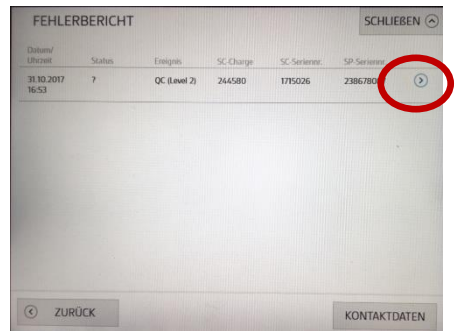 FEHLERBERICHT SCHLIEßEN
Datum/
Uhrzeit Status Ereignis SC-Charge SC-Seriennr. SP-Seriennr.
31.10.2017 ? QC (Level 2) 244580 1715026
16:53
ZURÜCK KONTAKTDATEN